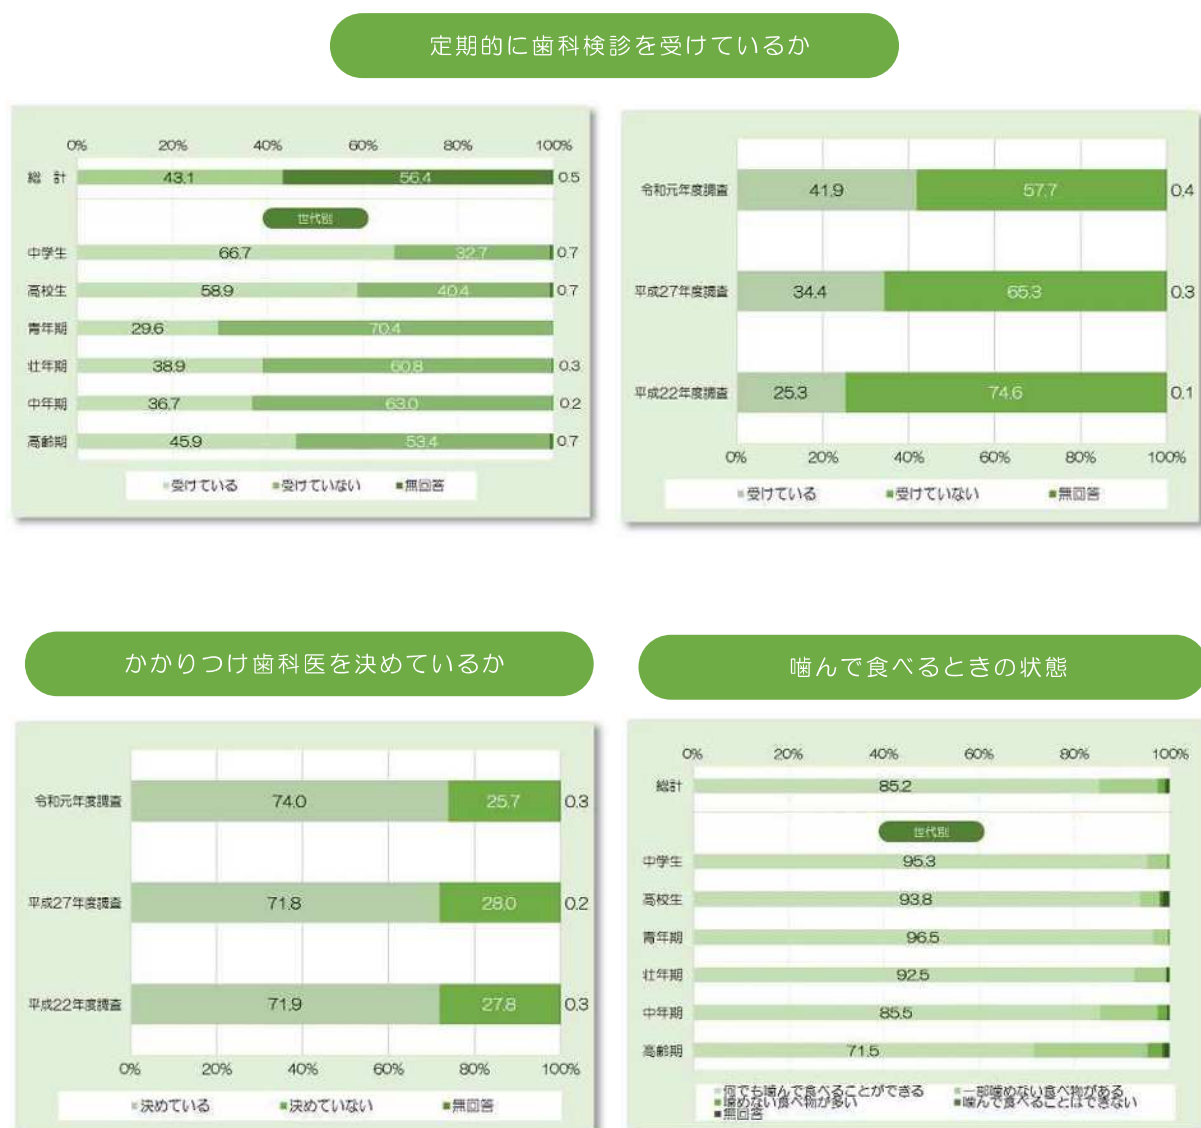 定期的に歯科検診を受けているか
0% 20% 40% 60% 80% 100%
総 計 43.1 56.4 0.5
世代別
中学生 66.7 32.7 0.7
高校生 58.9 40.4 0.7
青年期 29.6 70.4
壮年期 38.9 60.8 0.3
中年期 36.7 63.0 0.2
高齢期 45.9 53.4 0.7
受けている 受けていない 無回答
令和元年度調査 41.9 57.7 0.4
平成27年度調査 34.4 65.3 0.3
平成22年度調査 25.3 74.6 0.1
0% 20% 40% 60% 80% 100%
受けている 受けていない 無回答
かかりつけ歯科医を決めているか
令和元年度調査 74.0 25.7 0.3
平成27年度調査 71.8 28.0 0.2
平成22年度調査 71.9 27.8 0.3
0% 20% 40% 60% 80% 100%
決めている 決めていない 無回答
噛んで食べるときの状態
0% 20% 40% 60% 80% 100%
総計 85.2
世代別
中学生 95.3
高校生 93.8
青年期 96.5
壮年期 92.5
中年期 85.5
高齢期 71.5
何でも噛んで食べることができる 一部噛めない食べ物がある
噛めない食べ物が多い 噛んで食べることはできない
無回答